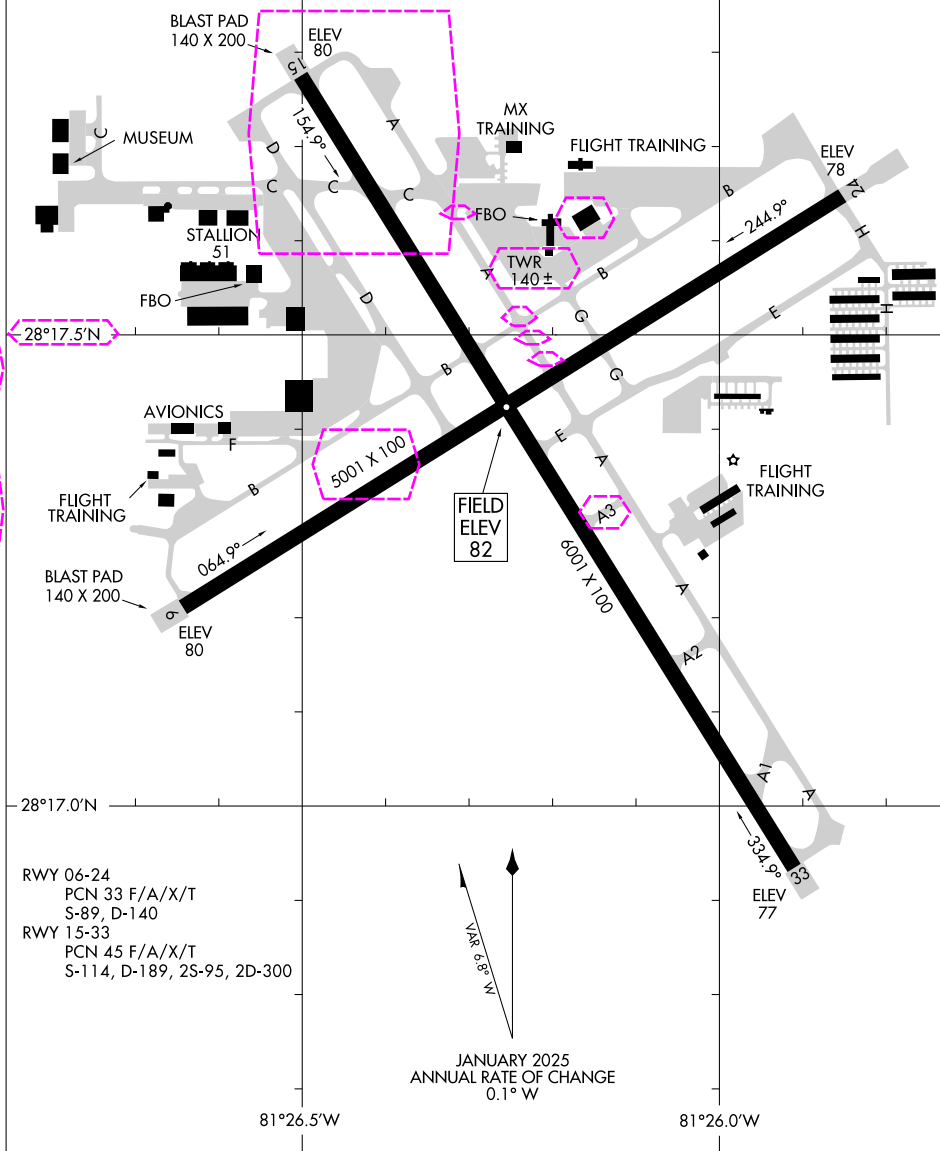 BLAST PAD
140 X 200
ELEV
80
15
154.9°
A
D
C
C
C
C
MUSEUM
MX
TRAINING
FLIGHT TRAINING
ELEV
78
24
B
244.9°
H
FBO
STALLION
51
FBO
TWR
140 ±
A
B
D
G
E
H
28°17.5'N
B
G
AVIONICS
F
E
A
5001 X 100
B
FLIGHT
TRAINING
FLIGHT
TRAINING
FIELD
ELEV
82
A3
064.9°
6001 X 100
BLAST PAD
140 X 200
6
ELEV
80
A
A2
A1
A
28°17.0'N
334.9°
33
ELEV
77
RWY 06-24
PCN 33 F/A/X/T
S-89, D-140
RWY 15-33
PCN 45 F/A/X/T
S-114, D-189, 2S-95, 2D-300
VAR 6.8° W
JANUARY 2025
ANNUAL RATE OF CHANGE
0.1° W
81°26.5'W
81°26.0'W